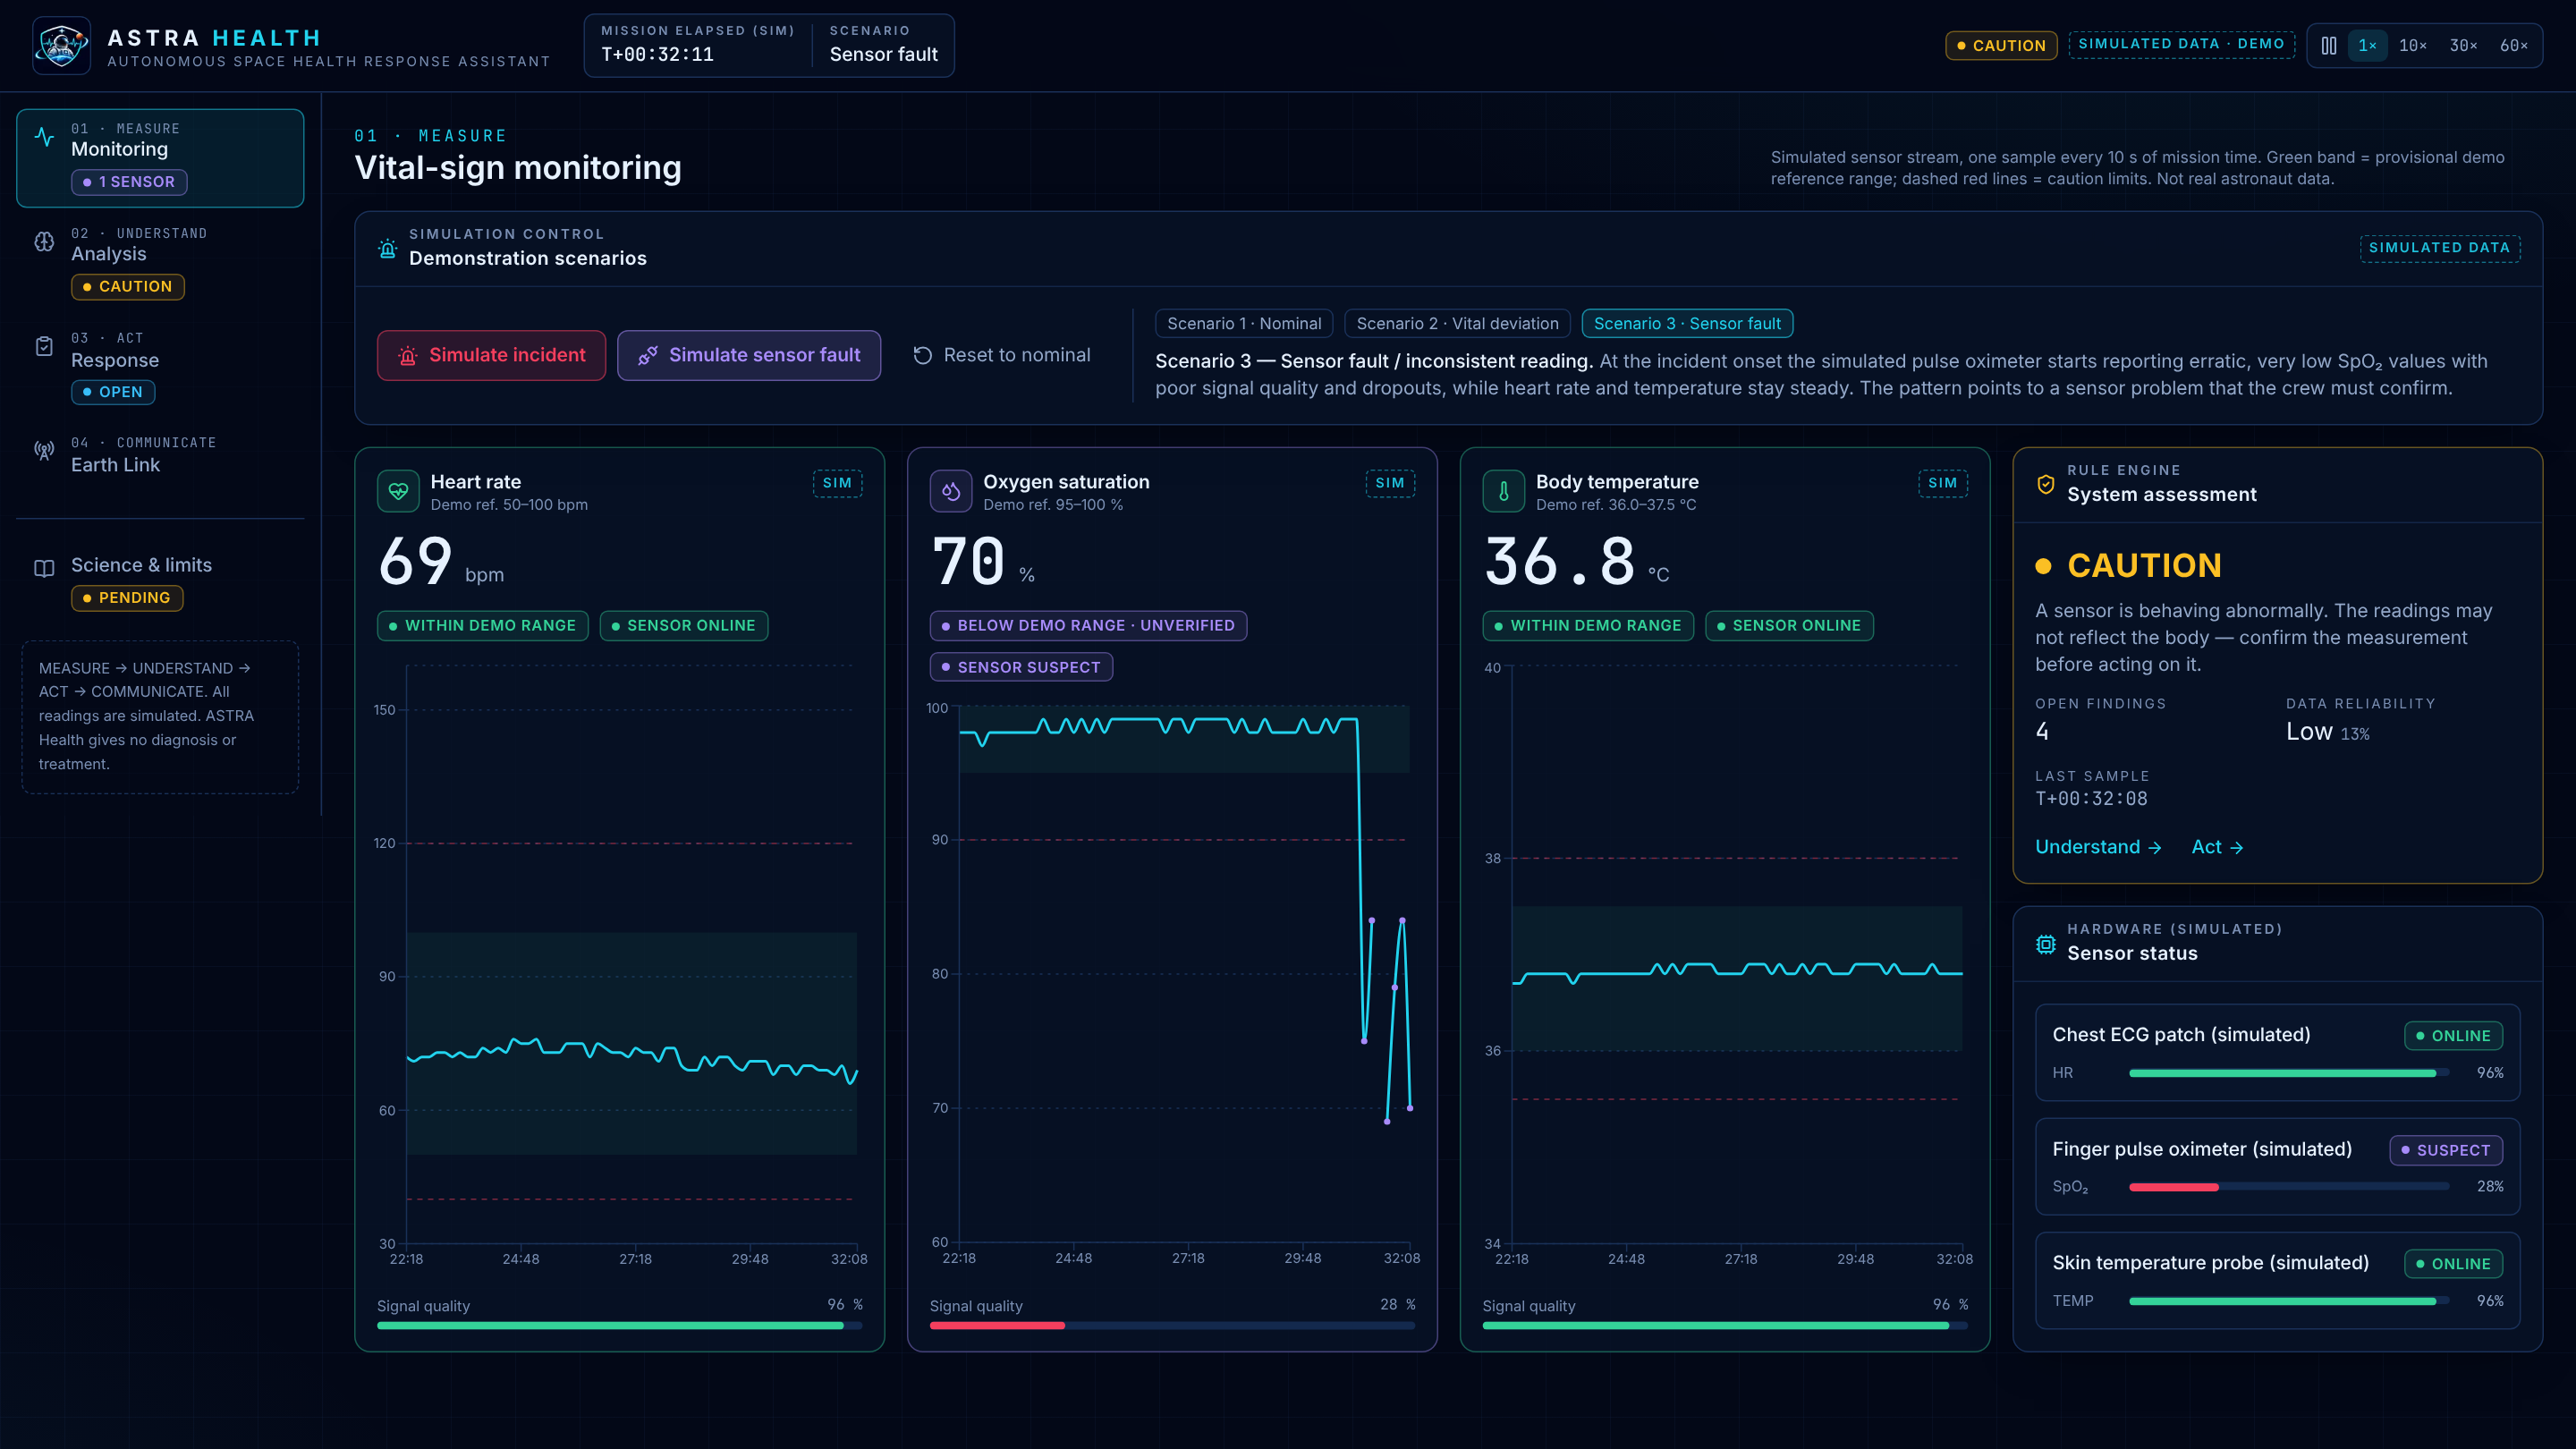 ASTRA HEALTH
AUTONOMOUS SPACE HEALTH RESPONSE ASSISTANT
MISSION ELAPSED (SIM)
T+00:32:11
SCENARIO
Sensor fault
CAUTION
SIMULATED DATA · DEMO
1×
10×
30×
60×
01 · MEASURE
Monitoring
1 SENSOR
02 · UNDERSTAND
Analysis
CAUTION
03 · ACT
Response
OPEN
04 · COMMUNICATE
Earth Link
Science & limits
PENDING
MEASURE → UNDERSTAND →
ACT → COMMUNICATE. All
readings are simulated. ASTRA
Health gives no diagnosis or
treatment.
01 · MEASURE
Vital-sign monitoring
Simulated sensor stream, one sample every 10 s of mission time. Green band = provisional demo
reference range; dashed red lines = caution limits. Not real astronaut data.
SIMULATION CONTROL
Demonstration scenarios
SIMULATED DATA
Simulate incident
Simulate sensor fault
Reset to nominal
Scenario 1 · Nominal
Scenario 2 · Vital deviation
Scenario 3 · Sensor fault
Scenario 3 — Sensor fault / inconsistent reading. At the incident onset the simulated pulse oximeter starts reporting erratic, very low SpO₂ values with
poor signal quality and dropouts, while heart rate and temperature stay steady. The pattern points to a sensor problem that the crew must confirm.
Heart rate
Demo ref. 50–100 bpm
SIM
69 bpm
WITHIN DEMO RANGE
SENSOR ONLINE
150
120
90
60
30
22:18
24:48
27:18
29:48
32:08
Signal quality
96 %
Oxygen saturation
Demo ref. 95–100 %
SIM
70 %
BELOW DEMO RANGE · UNVERIFIED
SENSOR SUSPECT
100
90
80
70
60
22:18
24:48
27:18
29:48
32:08
Signal quality
28 %
Body temperature
Demo ref. 36.0–37.5 °C
SIM
36.8 °C
WITHIN DEMO RANGE
SENSOR ONLINE
40
38
36
34
22:18
24:48
27:18
29:48
32:08
Signal quality
96 %
RULE ENGINE
System assessment
CAUTION
A sensor is behaving abnormally. The readings may
not reflect the body — confirm the measurement
before acting on it.
OPEN FINDINGS
4
DATA RELIABILITY
Low 13%
LAST SAMPLE
T+00:32:08
Understand →
Act →
HARDWARE (SIMULATED)
Sensor status
Chest ECG patch (simulated)
ONLINE
HR
96%
Finger pulse oximeter (simulated)
SUSPECT
SpO₂
28%
Skin temperature probe (simulated)
ONLINE
TEMP
96%